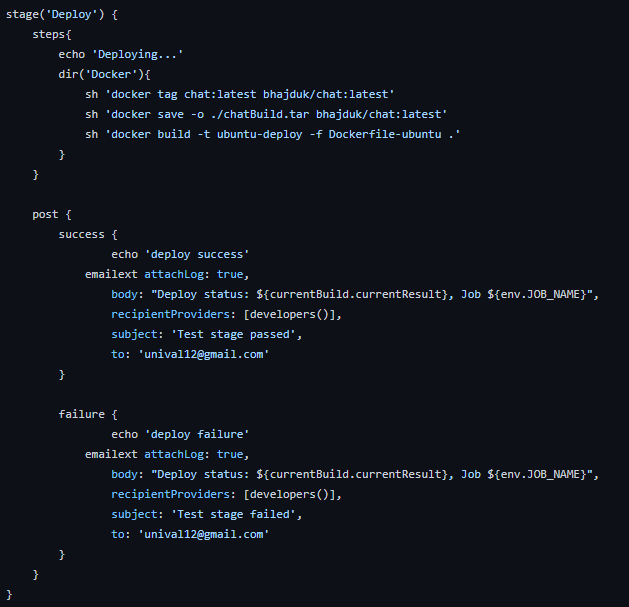 stage('Deploy') {
    steps{
        echo 'Deploying...'
        dir('Docker'){
            sh 'docker tag chat:latest bhajduk/chat:latest'
            sh 'docker save -o ./chatBuild.tar bhajduk/chat:latest'
            sh 'docker build -t ubuntu-deploy -f Dockerfile-ubuntu .'
        }
    }

    post {
        success {
                echo 'deploy success'
            emailext attachLog: true,
                body: "Deploy status: ${currentBuild.currentResult}, Job ${env.JOB_NAME}",
                recipientProviders: [developers()],
                subject: 'Test stage passed',
                to: 'unival12@gmail.com'
        }

        failure {
                echo 'deploy failure'
            emailext attachLog: true,
                body: "Deploy status: ${currentBuild.currentResult}, Job ${env.JOB_NAME}",
                recipientProviders: [developers()],
                subject: 'Test stage failed',
                to: 'unival12@gmail.com'
        }
    }
}